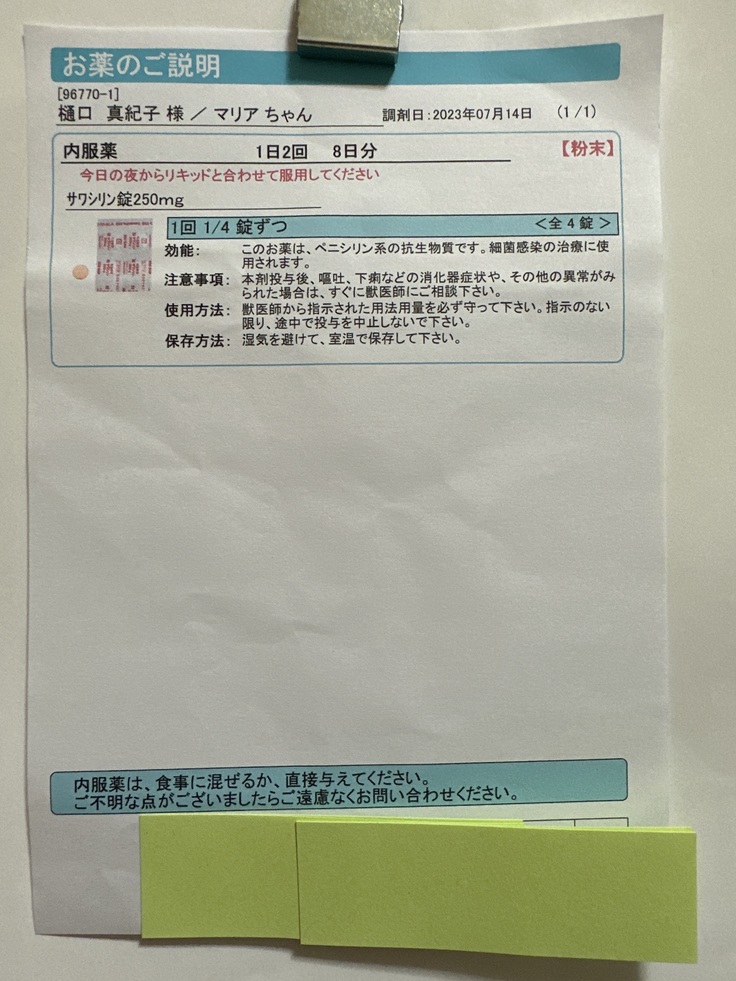 お薬のご説明
[96770-1]
樋口 真紀子 様 ／ マリア ちゃん 調剤日：2023年07月14日 （1 /1）
内服薬 1日2回 8日分 【粉末】
今日の夜からリキッドと合わせて服用してください
サワシリン錠250mg
1回 1/4 錠ずつ ＜全 4 錠 ＞
効能： このお薬は、ペニシリン系の抗生物質です。細菌感染の治療に使
用されます。
注意事項： 本剤投与後、嘔吐、下痢などの消化器症状や、その他の異常がみ
られた場合は、すぐに獣医師にご相談下さい。
使用方法： 獣医師から指示された用法用量を必ず守って下さい。指示のない
限り、途中で投与を中止しないで下さい。
保存方法： 湿気を避けて、室温で保存して下さい。
内服薬は、食事に混ぜるか、直接与えてください。
ご不明な点がございましたらご遠慮なくお問い合わせください。